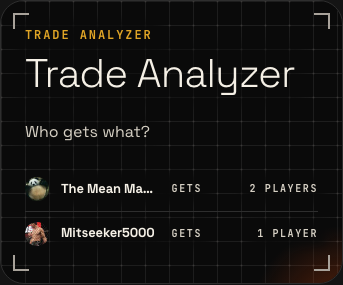 TRADE ANALYZER
Trade Analyzer
Who gets what?
The Mean Ma... GETS 2 PLAYERS
Mitseeker5000 GETS 1 PLAYER